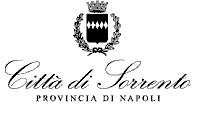 Città di Sorrento
PROVINCIA DI NAPOLI